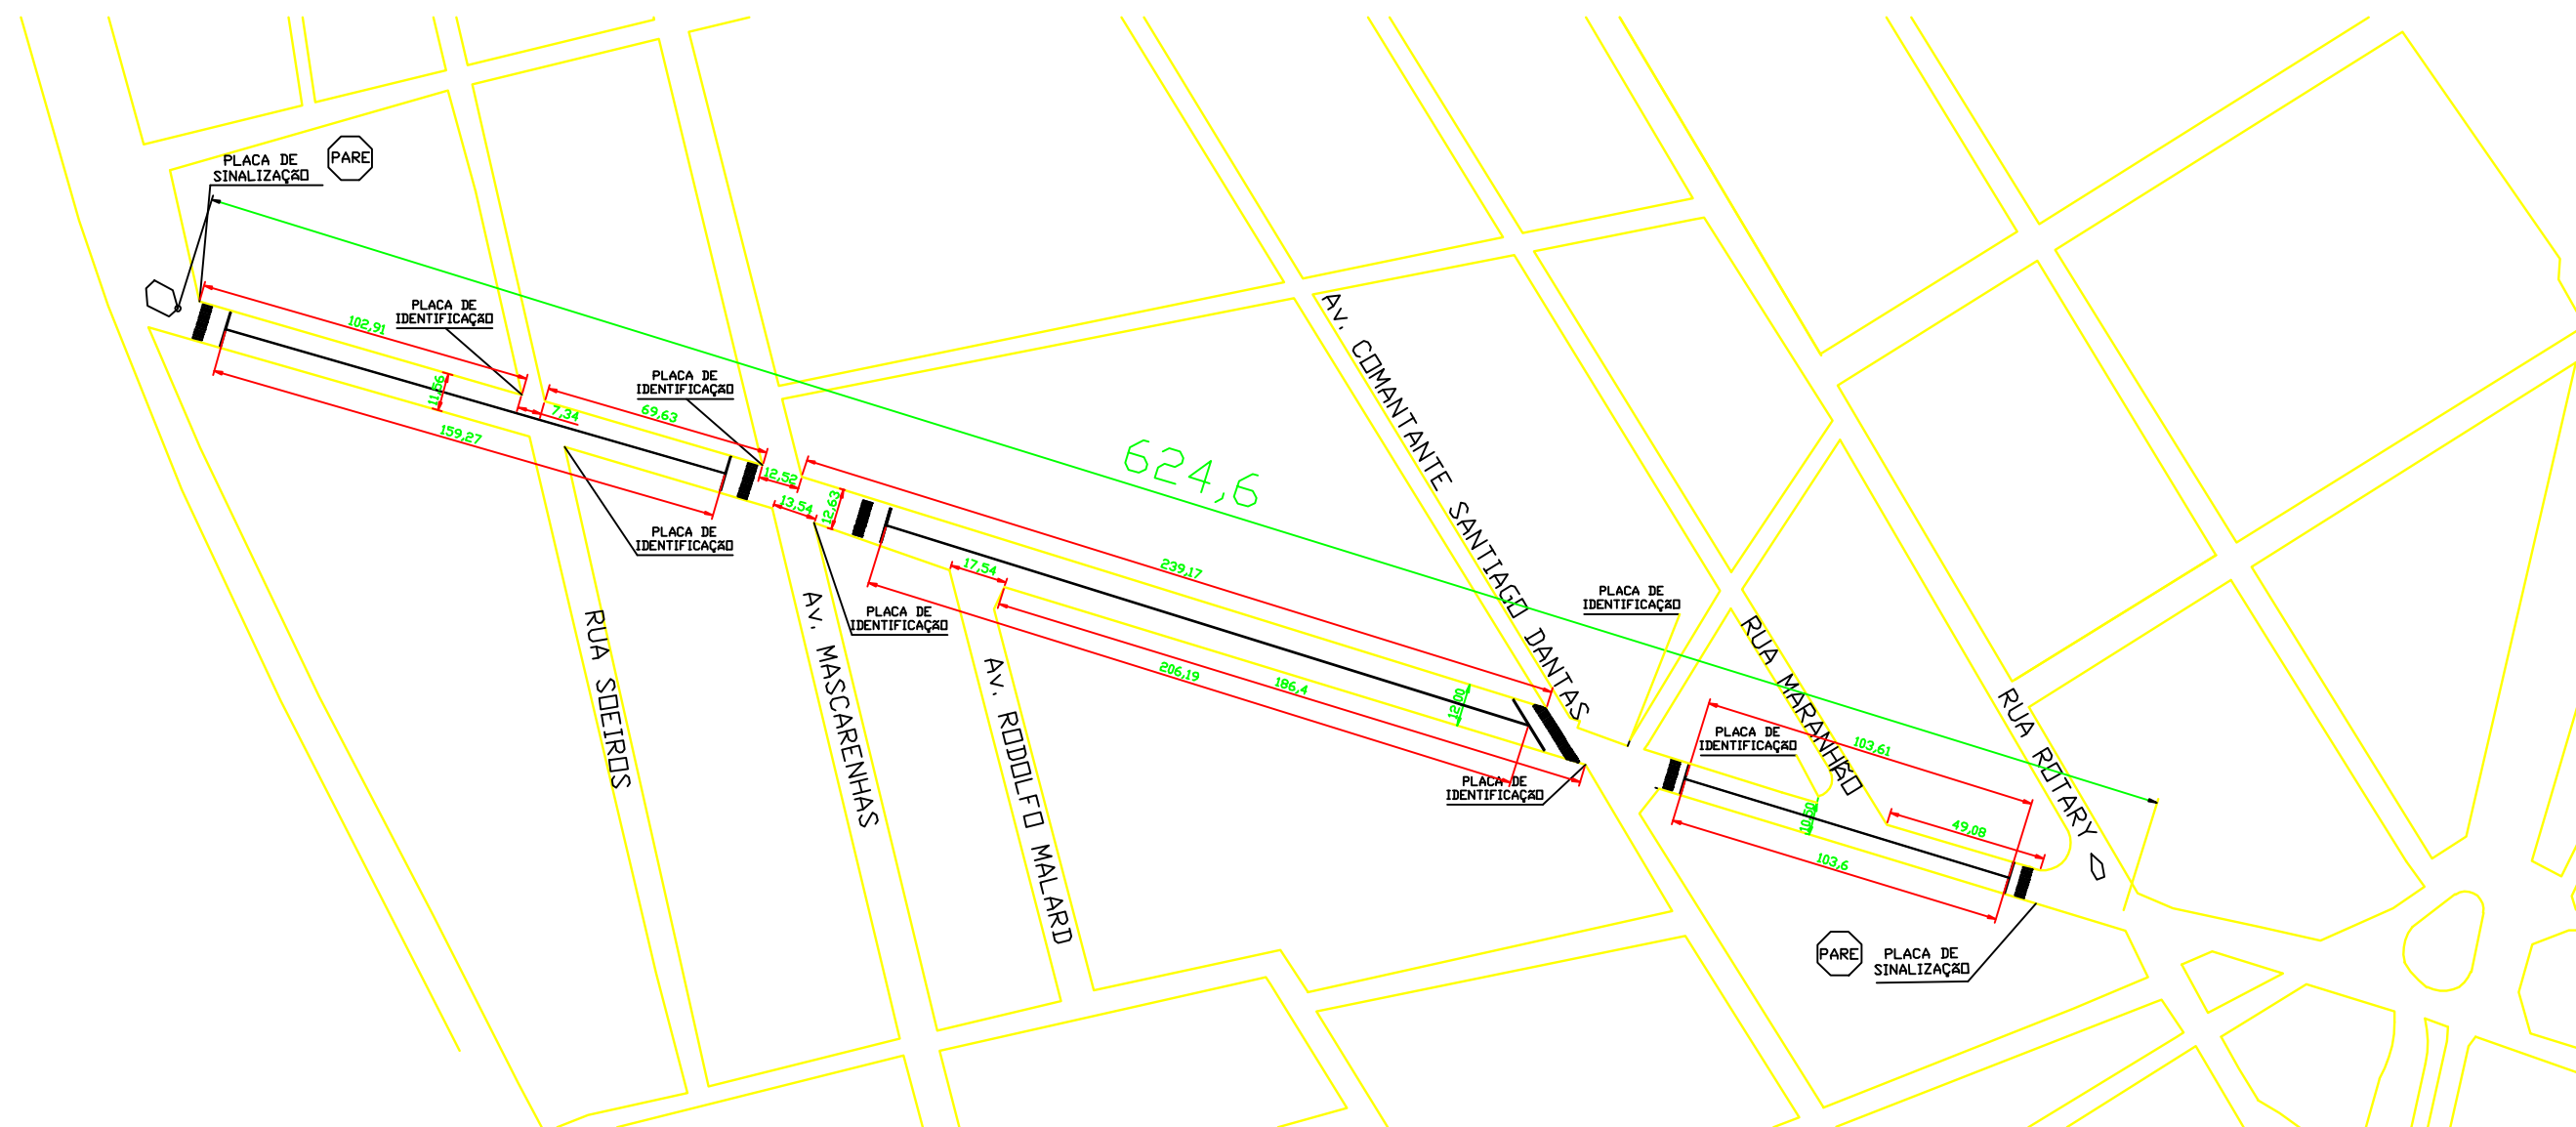 PLACA DE
SINALIZAÇÃO
PARE
102,91
PLACA DE
IDENTIFICAÇÃO
11,66
7,34
159,27
69,63
PLACA DE
IDENTIFICAÇÃO
12,52
13,54
12,63
PLACA DE
IDENTIFICAÇÃO
PLACA DE
IDENTIFICAÇÃO
624,6
17,54
239,17
206,19
186,4
12,00
RUA SOEIROS
AV. MASCARENHAS
AV. RODOLFO MALARD
AV. COMANTANTE SANTIAGO DANTAS
PLACA DE
IDENTIFICAÇÃO
PLACA DE
IDENTIFICAÇÃO
PLACA DE
IDENTIFICAÇÃO
RUA MARANHÃO
RUA ROTARY
103,61
10,50
49,08
103,6
PARE
PLACA DE
SINALIZAÇÃO